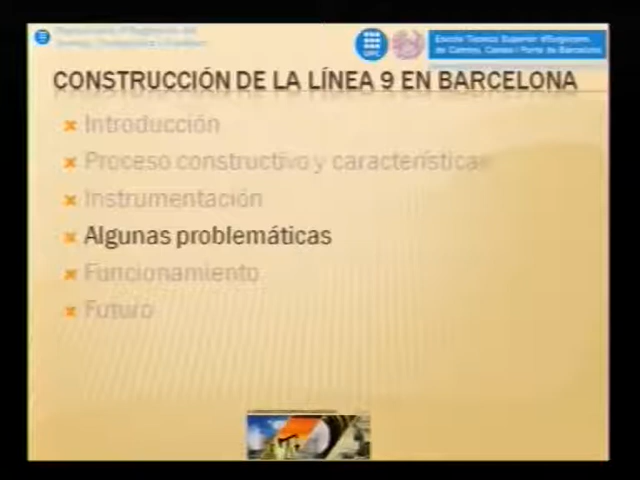 UPC
Escola Tècnica Superior d'Enginyers
de Camins, Canals i Ports de Barcelona
CONSTRUCCIÓN DE LA LÍNEA 9 EN BARCELONA
Introducción
Proceso constructivo y características
Instrumentación
Algunas problemáticas
Funcionamiento
Futuro